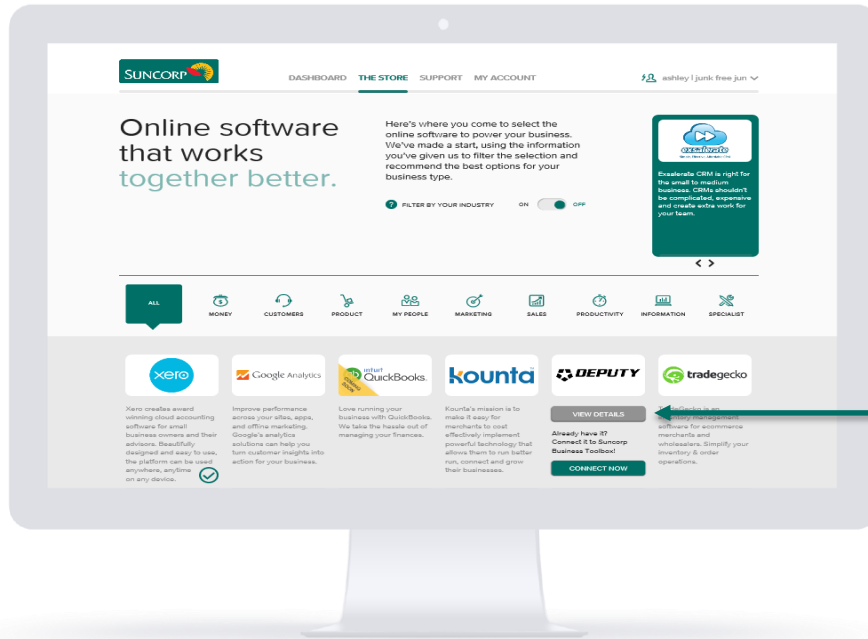 SUNCORP
DASHBOARD THE STORE SUPPORT MY ACCOUNT
ashley | junk free jun
Online software
that works
together better.
Here's where you come to select the
online software to power your business.
We've made a start, using the information
you've given us to filter the selection and
recommend the best options for your
business type.
? FILTER BY YOUR INDUSTRY ON OFF
exsalerate
Exsalerate CRM is right for
the small to medium
business. CRMs shouldn't
be complicated, expensive
and create extra work for
your team.
< >
ALL
MONEY
CUSTOMERS
PRODUCT
MY PEOPLE
MARKETING
SALES
PRODUCTIVITY
INFORMATION
SPECIALIST
xero
Xero creates award
winning cloud accounting
software for small
business owners and their
advisors. Beautifully
designed and easy to use,
the platform can be used
anywhere, anytime
on any device.
Google Analytics
Improve performance
across your sites, apps,
and offline marketing.
Google's analytics
solutions can help you
turn customer insights into
action for your business.
COMING SOON
intuit
QuickBooks.
Love running your
business with QuickBooks.
We take the hassle out of
managing your finances.
kounta
Kounta's mission is to
make it easy for
merchants to cost
effectively implement
powerful technology that
allows them to run better
run, connect and grow
their businesses.
DEPUTY
VIEW DETAILS
Already have it?
Connect it to Suncorp
Business Toolbox!
CONNECT NOW
tradegecko
TradeGecko is an
inventory management
software for ecommerce
merchants and
wholesalers. Simplify your
inventory & order
operations.